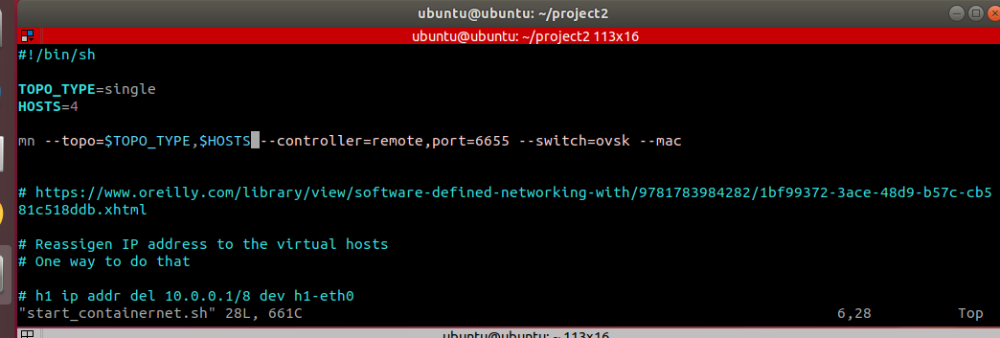 ubuntu@ubuntu: ~/project2
ubuntu@ubuntu: ~/project2 113x16
#!/bin/sh
TOPO_TYPE=single
HOSTS=4
mn --topo=$TOPO_TYPE,$HOSTS --controller=remote,port=6655 --switch=ovsk --mac
# https://www.oreilly.com/library/view/software-defined-networking-with/9781783984282/1bf99372-3ace-48d9-b57c-cb5
81c518ddb.xhtml
# Reassigen IP address to the virtual hosts
# One way to do that
# h1 ip addr del 10.0.0.1/8 dev h1-eth0
"start_containernet.sh" 28L, 661C 6,28 Top
ubuntu@ubuntu: ~ 113x16